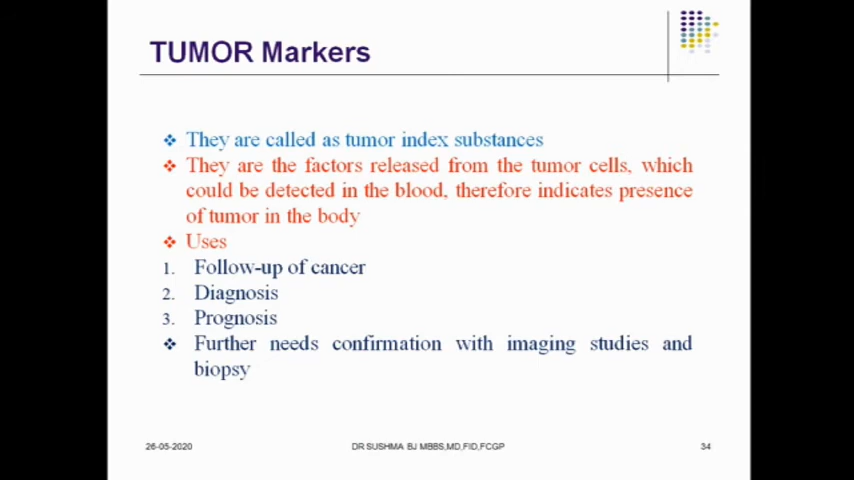 TUMOR Markers
❖ They are called as tumor index substances
❖ They are the factors released from the tumor cells, which
could be detected in the blood, therefore indicates presence
of tumor in the body
❖ Uses
1. Follow-up of cancer
2. Diagnosis
3. Prognosis
❖ Further needs confirmation with imaging studies and
biopsy
26-05-2020 DR SUSHMA BJ MBBS,MD,FID,FCGP 34